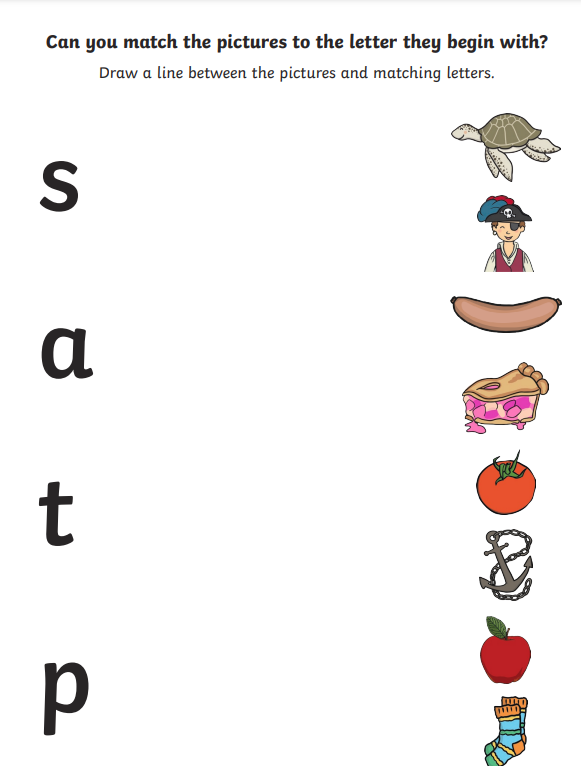 Can you match the pictures to the letter they begin with?
Draw a line between the pictures and matching letters.
s
a
t
p